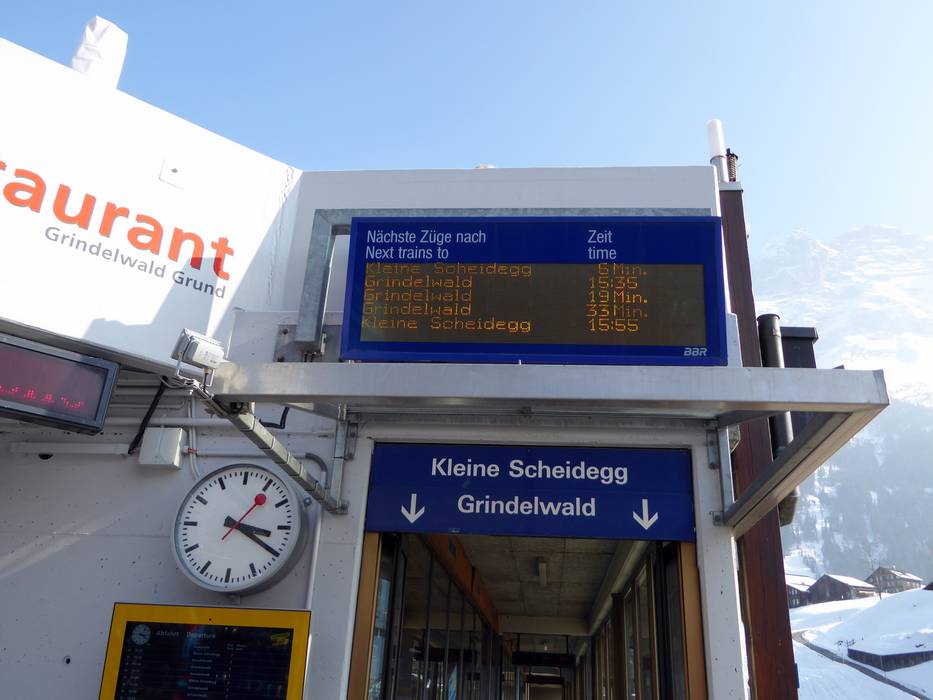 taurant
Grindelwald Grund
Nächste Züge nach Zeit
Next trains to time
Kleine Scheidegg 6 Min.
Grindelwald 15:35
Grindelwald 19 Min.
Grindelwald 33 Min.
Kleine Scheidegg 15:55
BBR
Kleine Scheidegg
Grindelwald
Abfahrt Departure